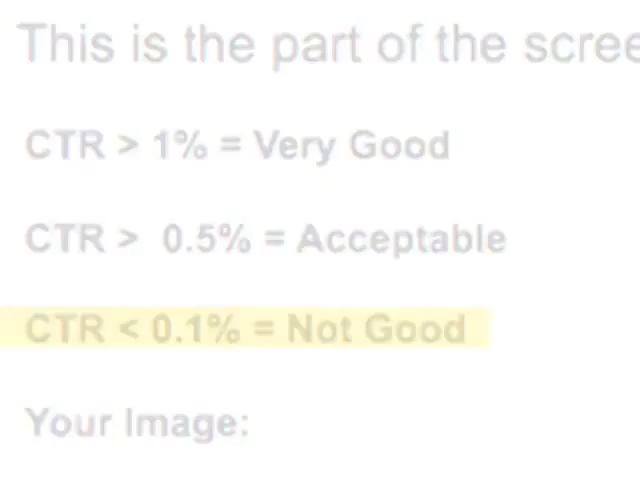 This is the part of the scree
CTR > 1% = Very Good
CTR > 0.5% = Acceptable
CTR < 0.1% = Not Good
Your Image: